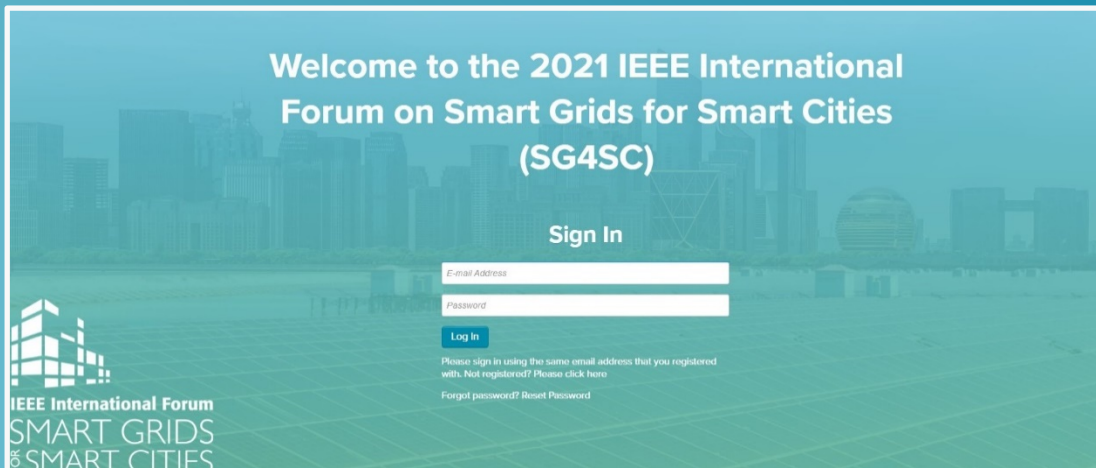 Welcome to the 2021 IEEE International
Forum on Smart Grids for Smart Cities
(SG4SC)
Sign In
E-mail Address
Password
Log In
Please sign in using the same email address that you registered
with. Not registered? Please click here
Forgot password? Reset Password
IEEE International Forum
SMART GRIDS
FOR SMART CITIES